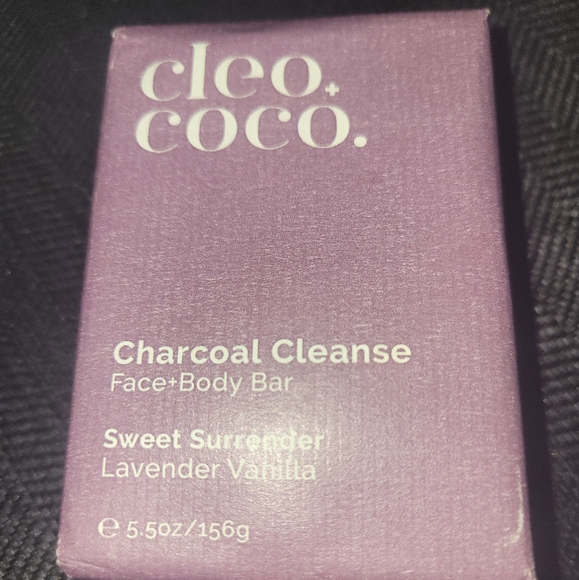 cleo+
coco.
Charcoal Cleanse
Face+Body Bar
Sweet Surrender
Lavender Vanilla
℮ 5.5oz/156g